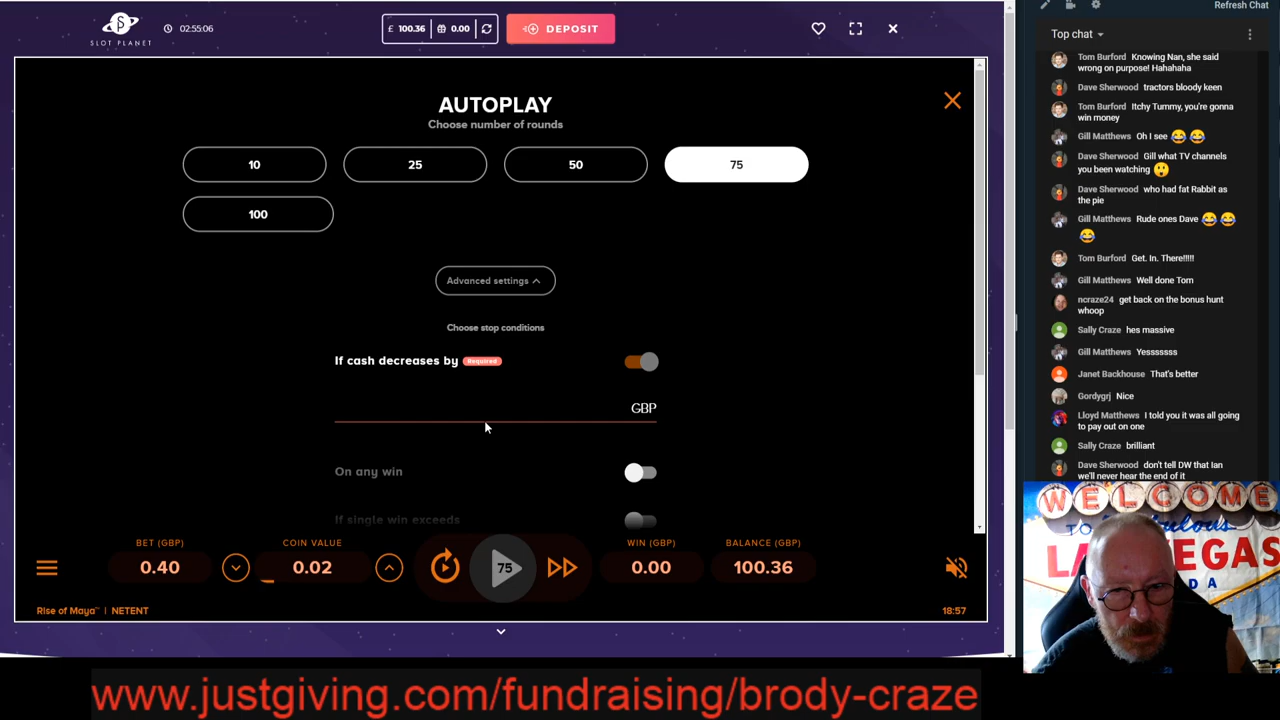 SLOT PLANET
02:55:06
£ 100.36
0.00
DEPOSIT
AUTOPLAY
Choose number of rounds
10
25
50
75
100
Advanced settings
Choose stop conditions
If cash decreases by Required
GBP
On any win
If single win exceeds
BET (GBP)
0.40
COIN VALUE
0.02
75
WIN (GBP)
0.00
BALANCE (GBP)
100.36
Rise of Maya™ | NETENT
18:57
Refresh Chat
Top chat
Tom Burford Knowing Nan, she said
wrong on purpose! Hahahaha
Dave Sherwood tractors bloody keen
Tom Burford Itchy Tummy, you're gonna
win money
Gill Matthews Oh I see 😂 😂
Dave Sherwood Gill what TV channels
you been watching 😲
Dave Sherwood who had fat Rabbit as
the pie
Gill Matthews Rude ones Dave 😂 😂
😂
Tom Burford Get. In. There!!!!!
Gill Matthews Well done Tom
ncraze24 get back on the bonus hunt
whoop
Sally Craze hes massive
Gill Matthews Yesssssss
Janet Backhouse That's better
Gordygrj Nice
Lloyd Matthews I told you it was all going
to pay out on one
Sally Craze brilliant
Dave Sherwood don't tell DW that Ian
we'll never hear the end of it
WELCOME
TO Fabulous
LAS VEGAS
www.justgiving.com/fundraising/brody-craze